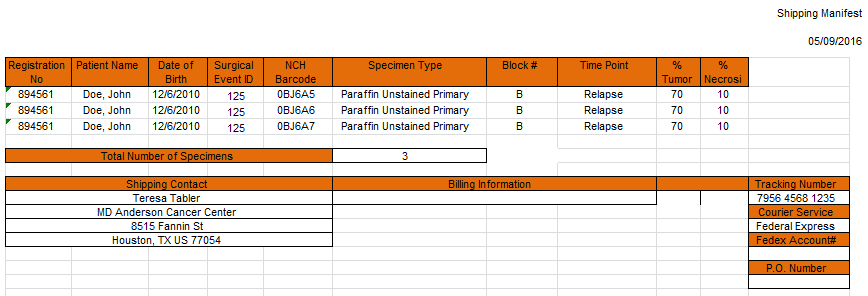 Shipping Manifest
05/09/2016
Registration No Patient Name Date of Birth Surgical Event ID NCH Barcode Specimen Type Block # Time Point % Tumor % Necrosi
894561 Doe, John 12/6/2010 125 0BJ6A5 Paraffin Unstained Primary B Relapse 70 10
894561 Doe, John 12/6/2010 125 0BJ6A6 Paraffin Unstained Primary B Relapse 70 10
894561 Doe, John 12/6/2010 125 0BJ6A7 Paraffin Unstained Primary B Relapse 70 10
Total Number of Specimens 3
Shipping Contact Billing Information Tracking Number
Teresa Tabler 7956 4568 1235
MD Anderson Cancer Center Courier Service
8515 Fannin St Federal Express
Houston, TX US 77054 Fedex Account#
P.O. Number